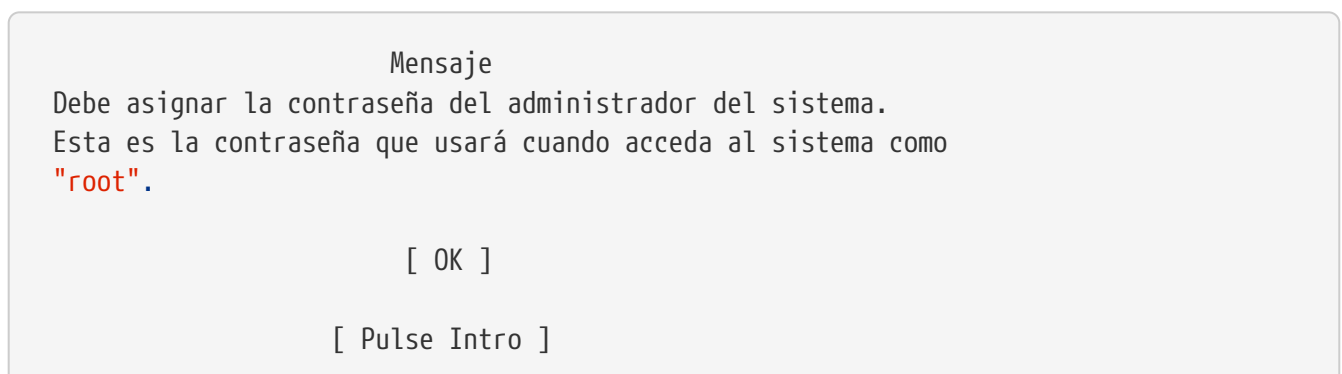 Mensaje
Debe asignar la contraseña del administrador del sistema.
Esta es la contraseña que usará cuando acceda al sistema como
"root".
[ OK ]
[ Pulse Intro ]